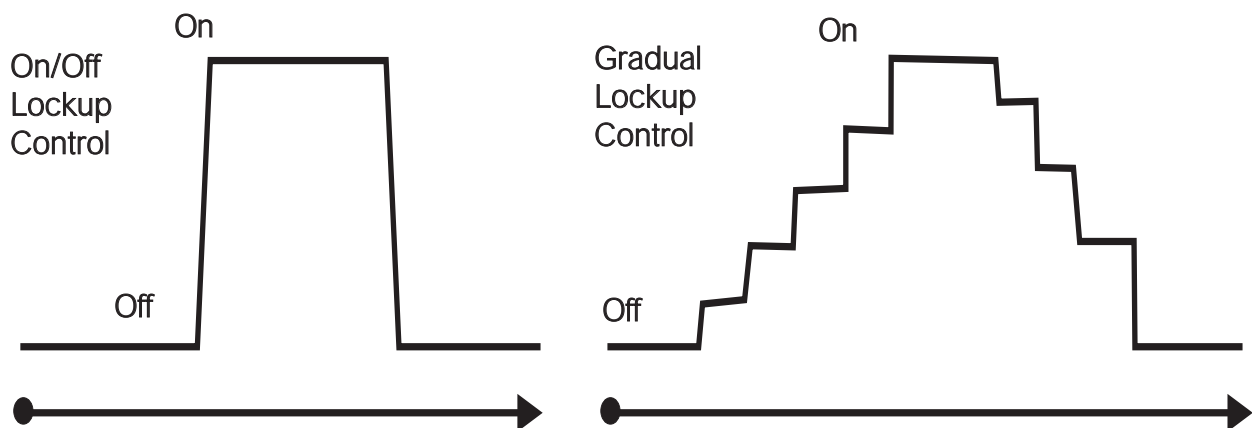 On
On/Off
Lockup
Control
Off
On
Gradual
Lockup
Control
Off